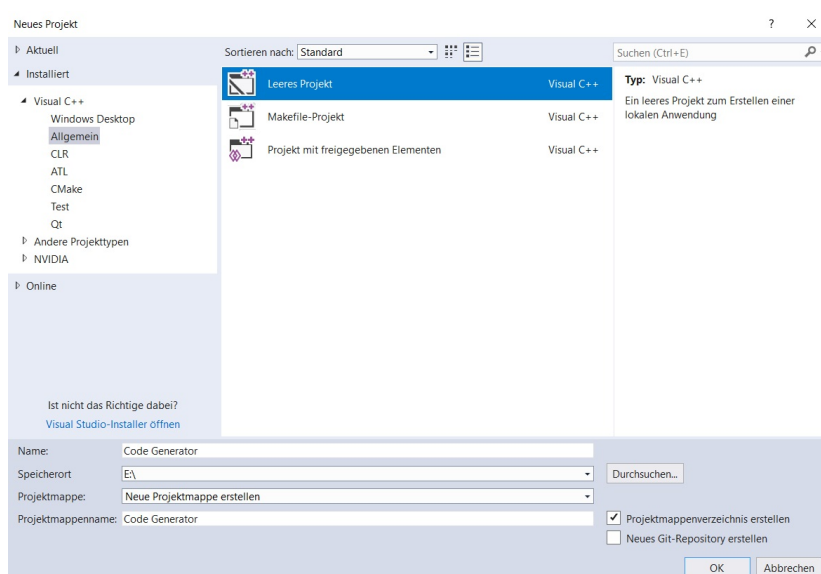 Neues Projekt
? ×
Aktuell
Installiert
Visual C++
Windows Desktop
Allgemein
CLR
ATL
CMake
Test
Qt
Andere Projekttypen
NVIDIA
Online
Ist nicht das Richtige dabei?
Visual Studio-Installer öffnen
Sortieren nach: Standard
Leeres Projekt Visual C++
Makefile-Projekt Visual C++
Projekt mit freigegebenen Elementen Visual C++
Suchen (Ctrl+E)
Typ: Visual C++
Ein leeres Projekt zum Erstellen einer
lokalen Anwendung
Name: Code Generator
Speicherort E:\
Durchsuchen...
Projektmappe: Neue Projektmappe erstellen
Projektmappenname: Code Generator
Projektmappenverzeichnis erstellen
Neues Git-Repository erstellen
OK Abbrechen